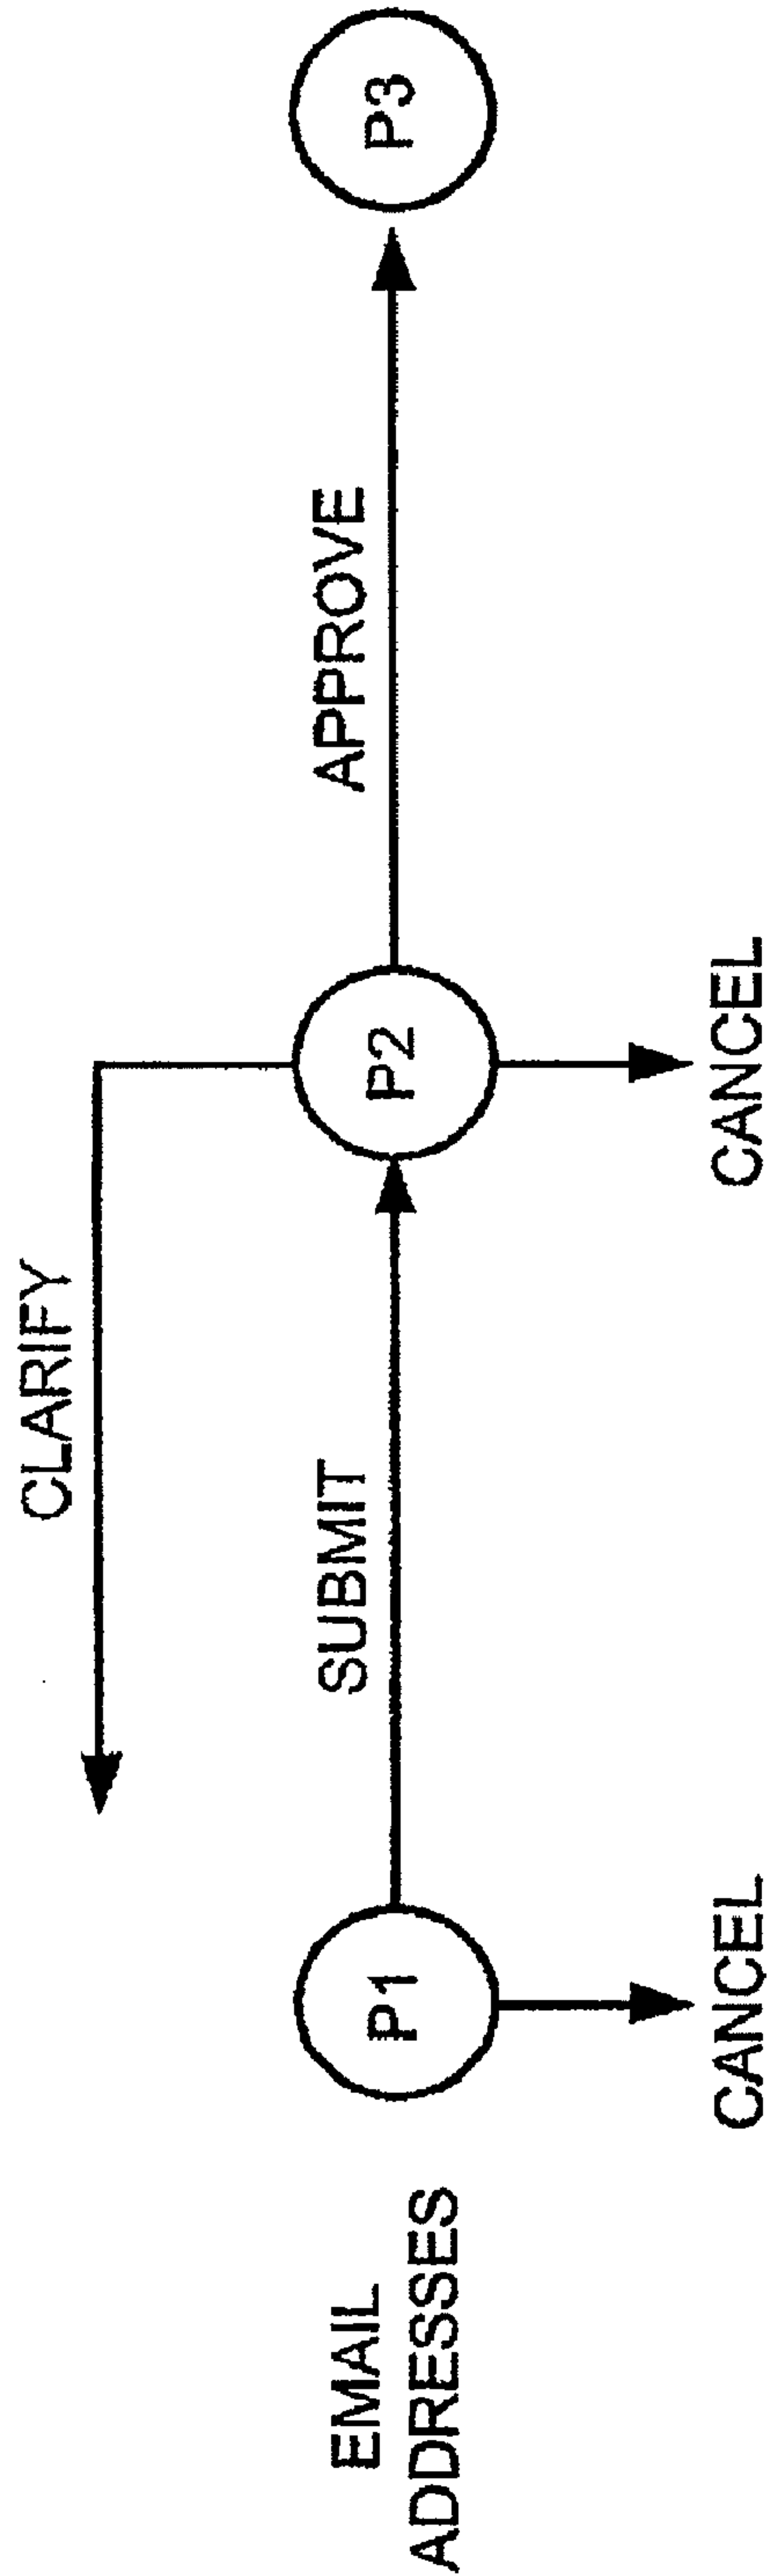 CLARIFY
EMAIL
ADDRESSES
P1
SUBMIT
P2
APPROVE
P3
CANCEL
CANCEL